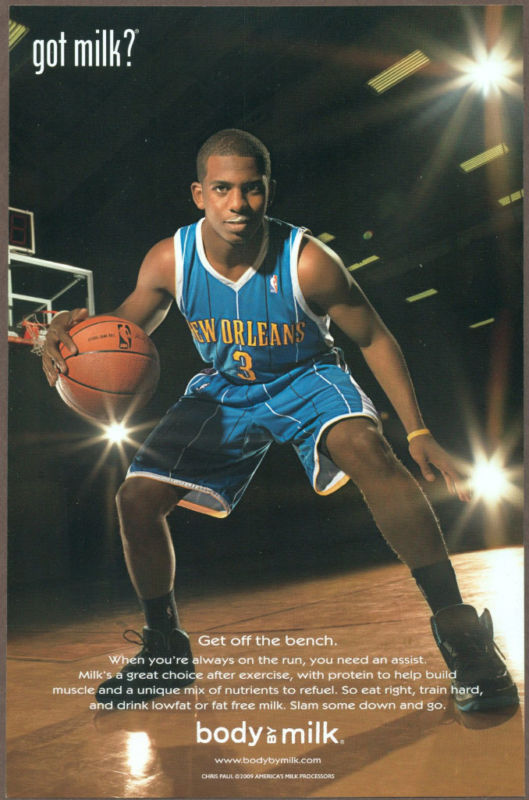 got milk?®
NEW ORLEANS
3
Get off the bench.
When you're always on the run, you need an assist.
Milk's a great choice after exercise, with protein to help build
muscle and a unique mix of nutrients to refuel. So eat right, train hard,
and drink lowfat or fat free milk. Slam some down and go.
body BY milk®
www.bodybymilk.com
CHRIS PAUL ©2009 AMERICA'S MILK PROCESSORS